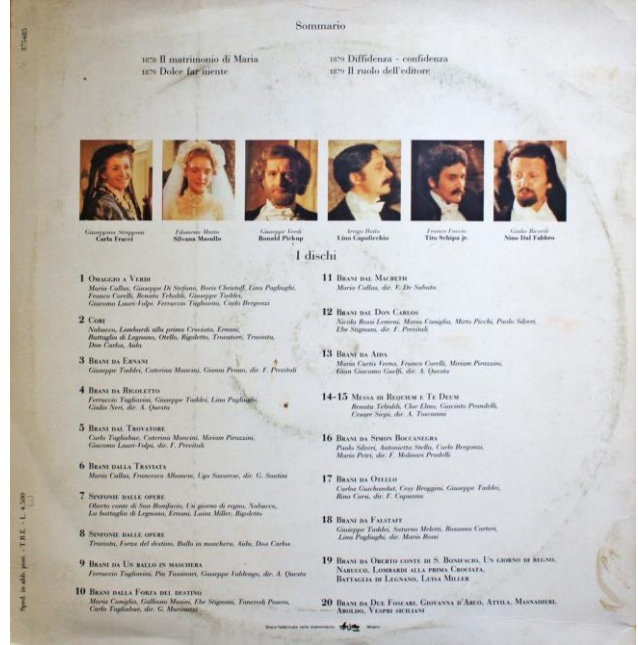 Sommario
1878 Il matrimonio di Maria
1879 Dolce far niente
1879 Diffidenza - confidenza
1879 Il ruolo dell'editore
Giuseppina Strepponi
Carla Fracci
Filomena Maria
Silvana Musullo
Giuseppe Verdi
Ronald Pickup
Arrigo Boito
Lino Capolicchio
Franco Faccio
Tito Schipa jr.
Giulio Ricordi
Nino Dal Fabbro
I dischi
1 Omaggio a Verdi
Maria Callas, Giuseppe Di Stefano, Boris Christoff, Lina Pagliughi,
Franco Corelli, Renata Tebaldi, Giuseppe Taddei,
Giacomo Lauri-Volpi, Ferruccio Tagliavini, Carlo Bergonzi
2 Cori
Nabucco, Lombardi alla prima Crociata, Ernani,
Battaglia di Legnano, Otello, Rigoletto, Trovatore, Traviata,
Don Carlos, Aida
3 Brani da Ernani
Giuseppe Taddei, Caterina Mancini, Gianni Penno, dir. F. Previtali
4 Brani da Rigoletto
Ferruccio Tagliavini, Giuseppe Taddei, Lina Pagliughi,
Giulio Neri, dir. A. Questa
5 Brani dal Trovatore
Carlo Tagliabue, Caterina Mancini, Miriam Pirazzini,
Giacomo Lauri-Volpi, dir. F. Previtali
6 Brani dalla Traviata
Maria Callas, Francesco Albanese, Ugo Savarese, dir. G. Santini
7 Sinfonie dalle opere
Oberto conte di San Bonifacio, Un giorno di regno, Nabucco,
La battaglia di Legnano, Ernani, Luisa Miller, Rigoletto
8 Sinfonie dalle opere
Traviata, Forza del destino, Ballo in maschera, Aida, Don Carlos
9 Brani da Un ballo in maschera
Ferruccio Tagliavini, Pia Tassinari, Giuseppe Valdengo, dir. A. Questa
10 Brani dalla Forza del destino
Maria Caniglia, Galliano Masini, Ebe Stignani, Tancredi Pasero,
Carlo Tagliabue, dir. G. Marinuzzi
11 Brani dal Macbeth
Maria Callas, dir. V. De Sabata
12 Brani dal Don Carlos
Nicola Rossi Lemeni, Maria Caniglia, Mirto Picchi, Paolo Silveri,
Ebe Stignani, dir. F. Previtali
13 Brani da Aida
Maria Curtis Verna, Franco Corelli, Miriam Pirazzini,
Gian Giacomo Guelfi, dir. A. Questa
14-15 Messa di Requiem e Te Deum
Renata Tebaldi, Cloe Elmo, Giacinto Prandelli,
Cesare Siepi, dir. A. Toscanini
16 Brani da Simon Boccanegra
Paolo Silveri, Antonietta Stella, Carlo Bergonzi,
Mario Petri, dir. F. Molinari Pradelli
17 Brani da Otello
Carlos Guichandut, Cesy Broggini, Giuseppe Taddei,
Rina Corsi, dir. F. Capuana
18 Brani da Falstaff
Giuseppe Taddei, Saturno Meletti, Rosanna Carteri,
Lina Pagliughi, dir. Mario Rossi
19 Brani da Oberto conte di S. Bonifacio, Un giorno di regno,
Nabucco, Lombardi alla prima Crociata,
Battaglia di Legnano, Luisa Miller
20 Brani da Due Foscari, Giovanna d'Arco, Attila, Masnadieri,
Aroldo, Vespri siciliani
375485
Sped. in abb. post. - T.R.E. - L. 4.500